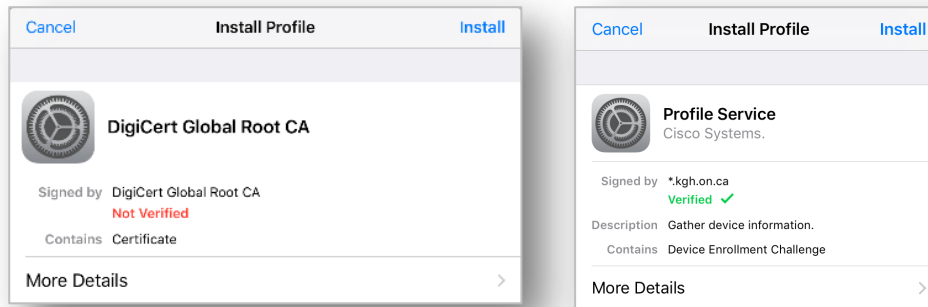 Cancel Install Profile Install
DigiCert Global Root CA
Signed by DigiCert Global Root CA
Not Verified
Contains Certificate
More Details
Cancel Install Profile Install
Profile Service
Cisco Systems.
Signed by *.kgh.on.ca
Verified
Description Gather device information.
Contains Device Enrollment Challenge
More Details